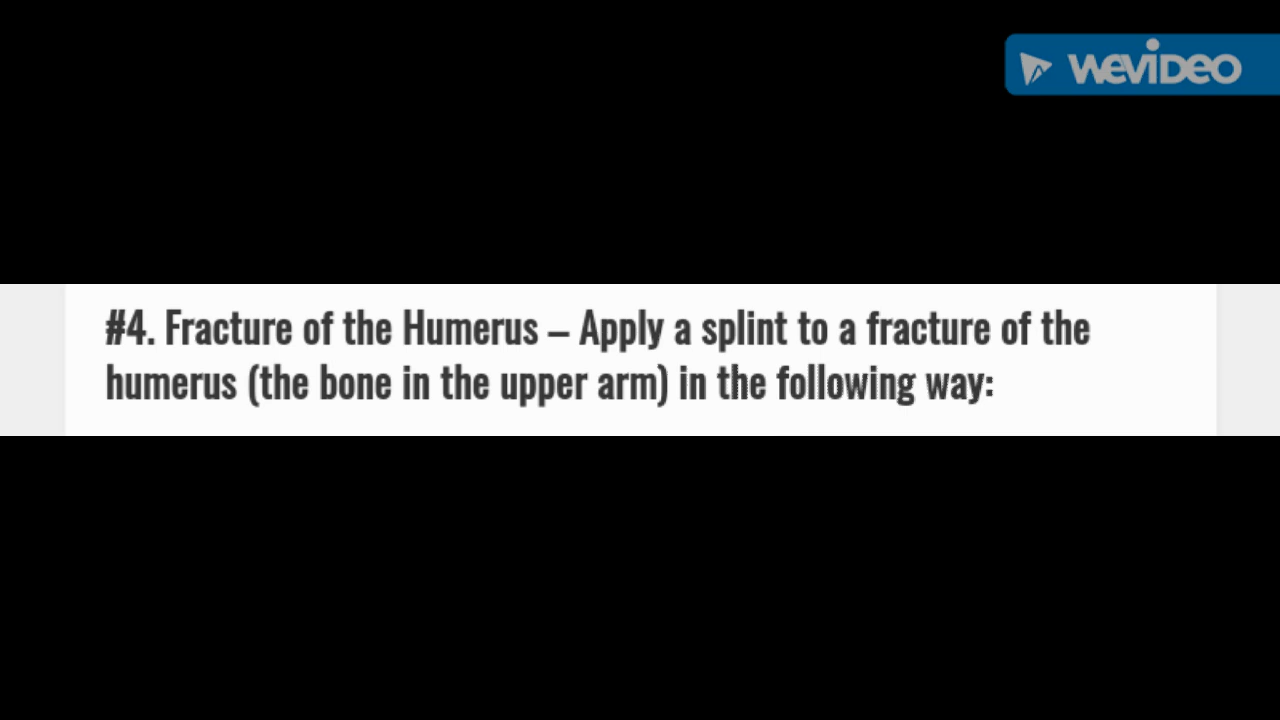 WeVideo
#4. Fracture of the Humerus – Apply a splint to a fracture of the
humerus (the bone in the upper arm) in the following way: